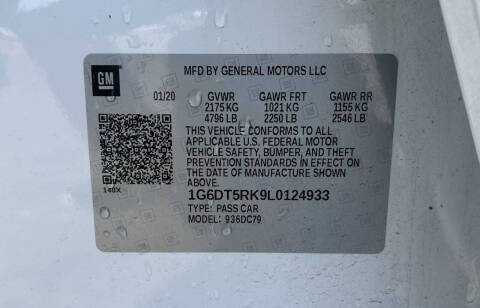 GM
MFD BY GENERAL MOTORS LLC
01/20 GVWR GAWR FRT GAWR RR
2175 KG 1021 KG 1155 KG
4796 LB 2250 LB 2546 LB
THIS VEHICLE CONFORMS TO ALL
APPLICABLE U.S. FEDERAL MOTOR
VEHICLE SAFETY, BUMPER, AND THEFT
PREVENTION STANDARDS IN EFFECT ON
THE DATE OF MANUFACTURE SHOWN
ABOVE.
140X
1G6DT5RK9L0124933
TYPE: PASS CAR
MODEL: 936DC79